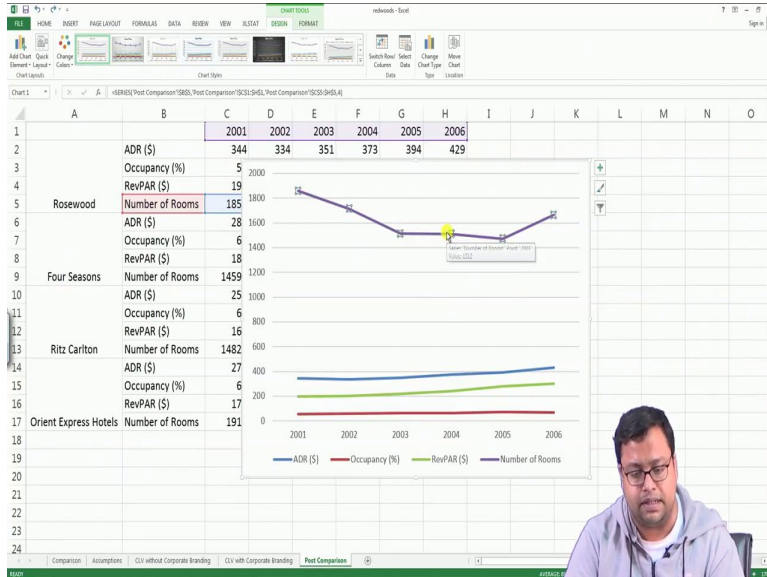 CHART TOOLS
redwoods - Excel
FILE HOME INSERT PAGE LAYOUT FORMULAS DATA REVIEW VIEW XLSTAT DESIGN FORMAT
Sign in
Add Chart Element Quick Layout Change Colors Switch Row/ Column Select Data Change Chart Type Move Chart
Chart Layouts Chart Styles Data Type Location
Chart 1
=SERIES('Post Comparison'!$B$5,'Post Comparison'!$C$1:$H$1,'Post Comparison'!$C$5:$H$5,4)
A B C D E F G H I J K L M N O
1 2001 2002 2003 2004 2005 2006
2 ADR ($) 344 334 351 373 394 429
3 Occupancy (%) 5
4 RevPAR ($) 19
5 Rosewood Number of Rooms 185
6 ADR ($) 28
7 Occupancy (%) 6
8 RevPAR ($) 18
9 Four Seasons Number of Rooms 1459
10 ADR ($) 25
11 Occupancy (%) 6
12 RevPAR ($) 16
13 Ritz Carlton Number of Rooms 1482
14 ADR ($) 27
15 Occupancy (%) 6
16 RevPAR ($) 17
17 Orient Express Hotels Number of Rooms 191
18
19
20
21
22
23
24
2000
1800
1600
1400
1200
1000
800
600
400
200
0
2001 2002 2003 2004 2005 2006
ADR ($) Occupancy (%) RevPAR ($) Number of Rooms
Comparison Assumptions CLV without Corporate Branding CLV with Corporate Branding Post Comparison
READY